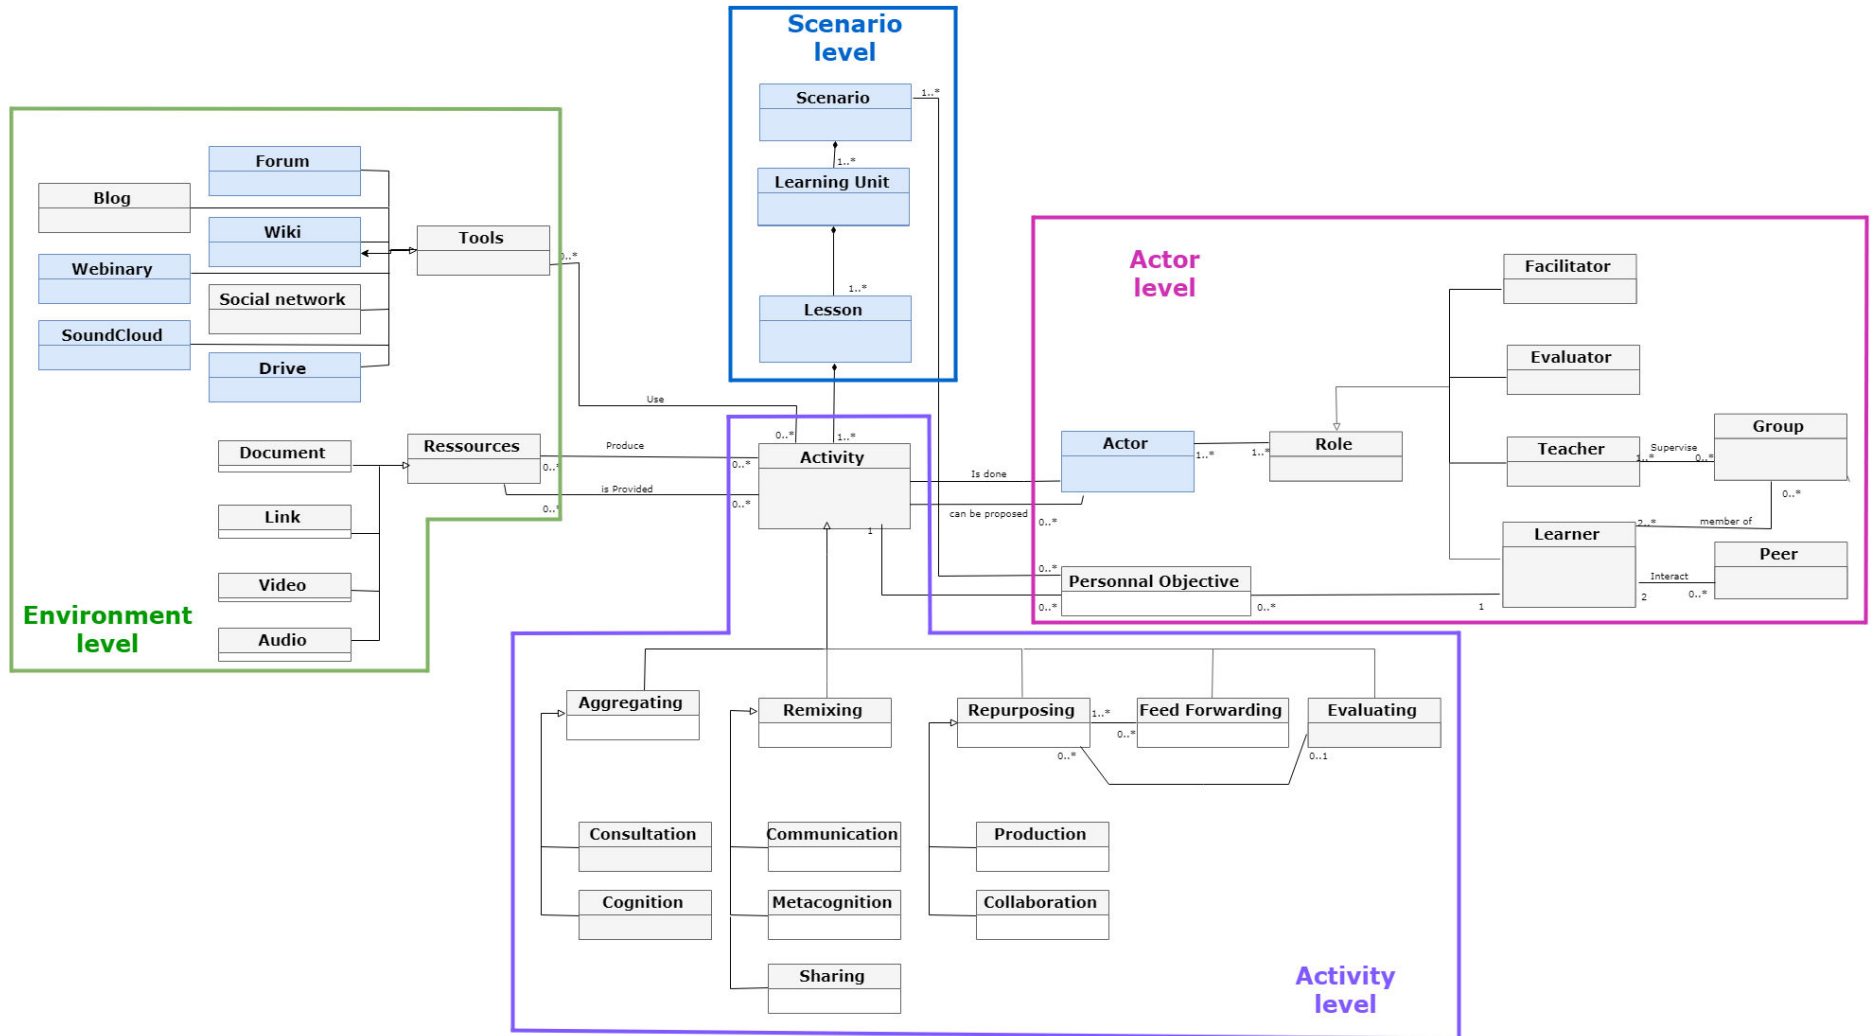 Scenario
level
Scenario
1..*
1..*
Learning Unit
1..*
Lesson
Forum
Blog
Wiki
Tools
0..*
Webinary
Social network
SoundCloud
Drive
Use
0..*
1..*
Document
Ressources
0..*
Produce
0..*
Activity
is Provided
0..*
0..*
Link
Video
Audio
Environment
level
Actor
level
Facilitator
Evaluator
Actor
1..*
1..*
Role
Teacher
Supervise
1..*
0..*
Group
0..*
Is done
can be proposed
0..*
1
2..*
member of
Learner
Peer
Interact
2
0..*
0..*
Personnal Objective
0..*
0..*
1
Aggregating
Remixing
Repurposing
1..*
0..*
Feed Forwarding
Evaluating
0..*
0..1
Consultation
Communication
Production
Cognition
Metacognition
Collaboration
Sharing
Activity
level